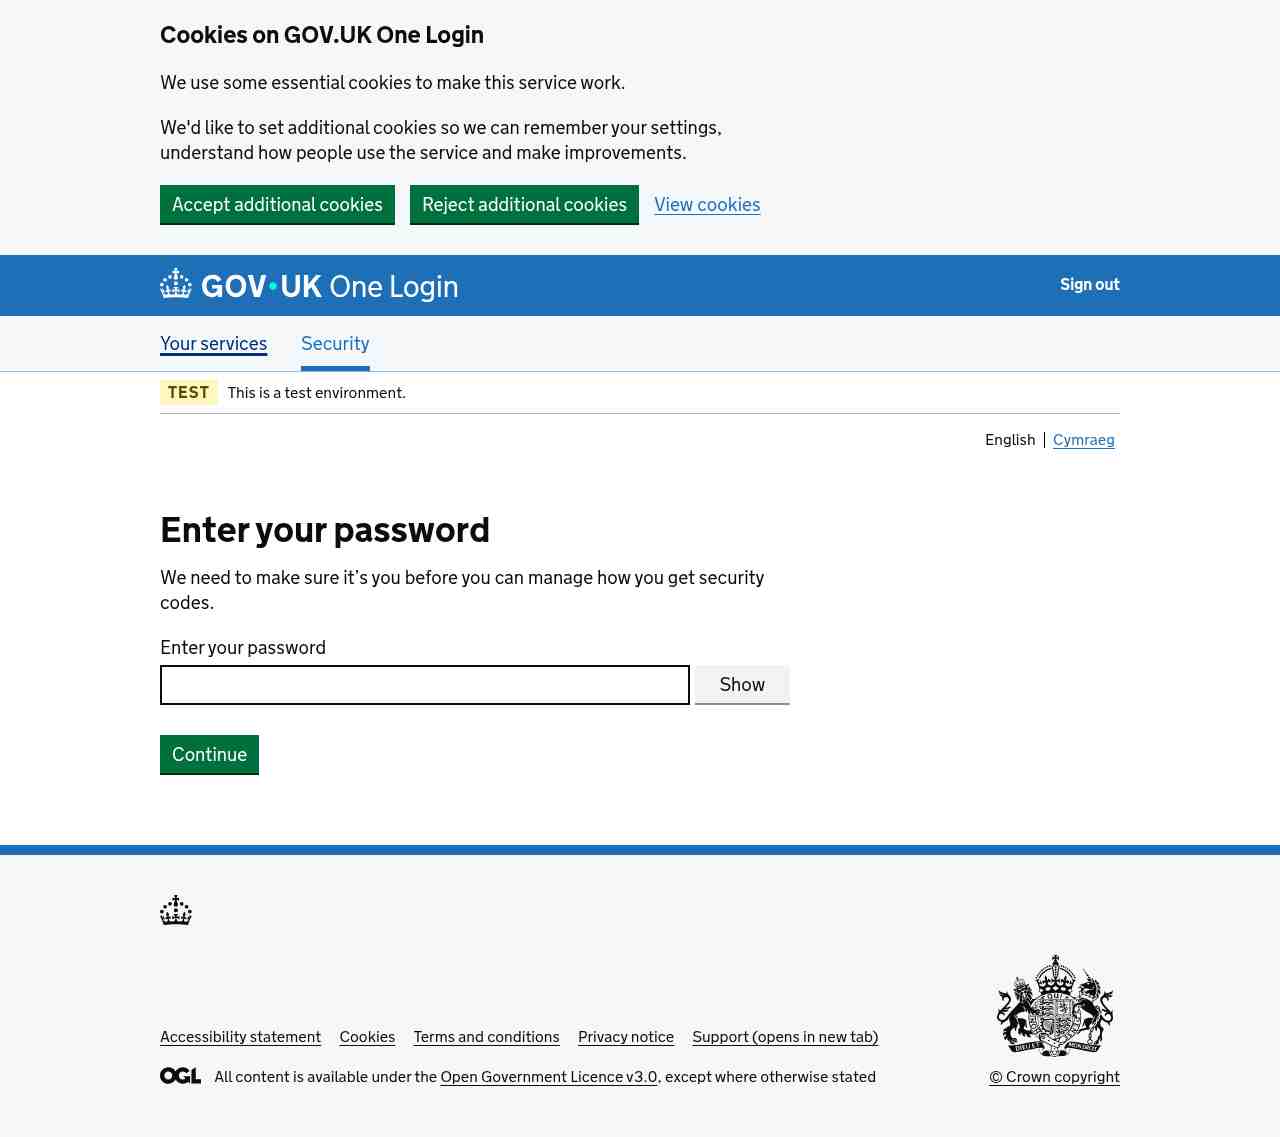 Cookies on GOV.UK One Login
We use some essential cookies to make this service work.
We'd like to set additional cookies so we can remember your settings,
understand how people use the service and make improvements.
Accept additional cookies Reject additional cookies View cookies
GOV·UK One Login Sign out
Your services Security
TEST This is a test environment.
English Cymraeg
Enter your password
We need to make sure it’s you before you can manage how you get security
codes.
Enter your password
Show
Continue
Accessibility statement Cookies Terms and conditions Privacy notice Support (opens in new tab)
OGL All content is available under the Open Government Licence v3.0, except where otherwise stated
© Crown copyright